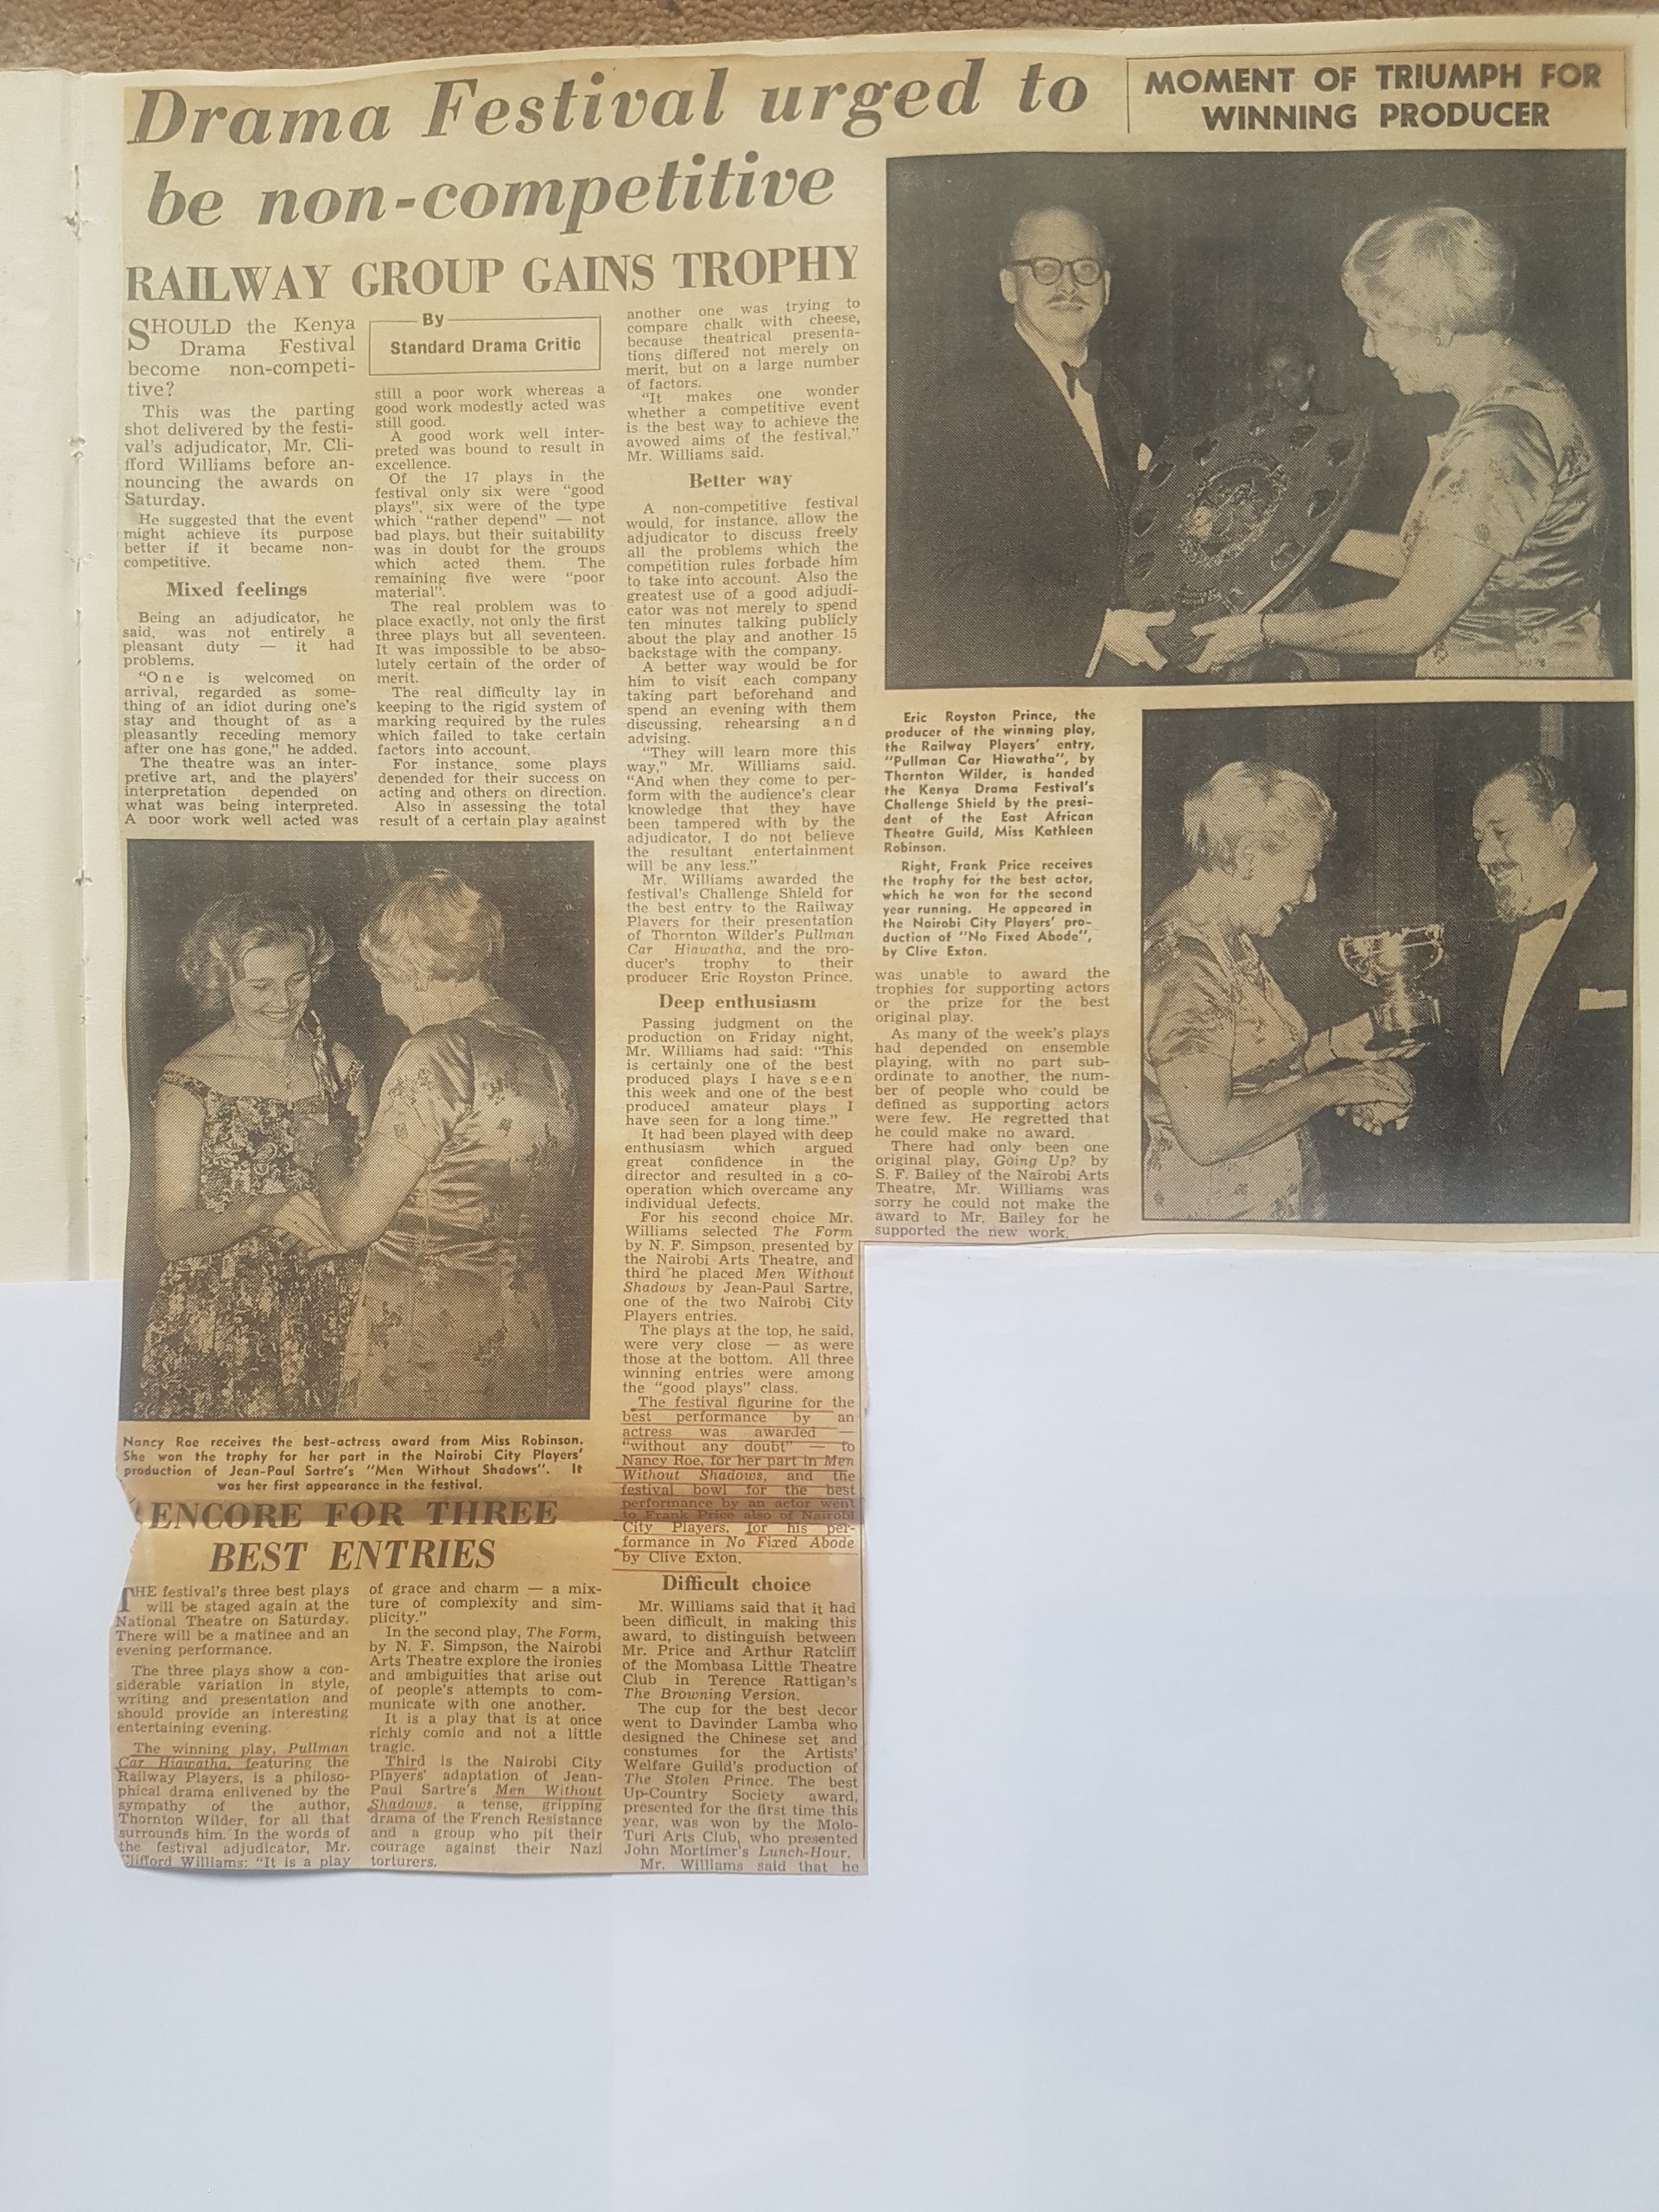 Drama Festival urged to
be non-competitive
RAILWAY GROUP GAINS TROPHY
SHOULD the Kenya
Drama Festival
become non-competi-
tive?
This was the parting
shot delivered by the festi-
val's adjudicator, Mr. Cli-
fford Williams before an-
nouncing the awards on
Saturday.
He suggested that the event
might achieve its purpose
better if it became non-
competitive.
Mixed feelings
Being an adjudicator, he
said, was not entirely a
pleasant duty — it had
problems.
"One is welcomed on
arrival, regarded as some-
thing of an idiot during one's
stay and thought of as a
pleasantly receding memory
after one has gone," he added.
The theatre was an inter-
pretive art, and the players'
interpretation depended on
what was being interpreted.
A poor work well acted was
By
Standard Drama Critic
still a poor work whereas a
good work modestly acted was
still good.
A good work well inter-
preted was bound to result in
excellence.
Of the 17 plays in the
festival only six were "good
plays", six were of the type
which "rather depend" — not
bad plays, but their suitability
was in doubt for the groups
which acted them. The
remaining five were "poor
material".
The real problem was to
place exactly, not only the first
three plays but all seventeen.
It was impossible to be abso-
lutely certain of the order of
merit.
The real difficulty lay in
keeping to the rigid system of
marking required by the rules
which failed to take certain
factors into account.
For instance, some plays
depended for their success on
acting and others on direction.
Also in assessing the total
result of a certain play against
another one was trying to
compare chalk with cheese,
because theatrical presenta-
tions differed not merely on
merit, but on a large number
of factors.
"It makes one wonder
whether a competitive event
is the best way to achieve the
avowed aims of the festival,"
Mr. Williams said.
Better way
A non-competitive festival
would, for instance, allow the
adjudicator to discuss freely
all the problems which the
competition rules forbade him
to take into account. Also the
greatest use of a good adjudi-
cator was not merely to spend
ten minutes talking publicly
about the play and another 15
backstage with the company.
A better way would be for
him to visit each company
taking part beforehand and
spend an evening with them
discussing, rehearsing and
advising.
"They will learn more this
way," Mr. Williams said.
"And when they come to per-
form with the audience's clear
knowledge that they have
been tampered with by the
adjudicator, I do not believe
the resultant entertainment
will be any less."
Mr. Williams awarded the
festival's Challenge Shield for
the best entry to the Railway
Players for their presentation
of Thornton Wilder's Pullman
Car Hiawatha, and the pro-
ducer's trophy to their
producer Eric Royston Prince.
Deep enthusiasm
Passing judgment on the
production on Friday night,
Mr. Williams had said: "This
is certainly one of the best
produced plays I have seen
this week and one of the best
produced amateur plays I
have seen for a long time."
It had been played with deep
enthusiasm which argued
great confidence in the
director and resulted in a co-
operation which overcame any
individual defects.
For his second choice Mr.
Williams selected The Form
by N. F. Simpson, presented by
the Nairobi Arts Theatre, and
third he placed Men Without
Shadows by Jean-Paul Sartre,
one of the two Nairobi City
Players entries.
The plays at the top, he said,
were very close — as were
those at the bottom. All three
winning entries were among
the "good plays" class.
The festival figurine for the
best performance by an
actress was awarded —
"without any doubt" — to
Nancy Roe, for her part in Men
Without Shadows, and the
festival bowl for the best
performance by an actor went
to Frank Price also of Nairobi
City Players, for his per-
formance in No Fixed Abode
by Clive Exton.
Difficult choice
Mr. Williams said that it had
been difficult, in making this
award, to distinguish between
Mr. Price and Arthur Ratcliff
of the Mombasa Little Theatre
Club in Terence Rattigan's
The Browning Version.
The cup for the best decor
went to Davinder Lamba who
designed the Chinese set and
constumes for the Artists'
Welfare Guild's production of
The Stolen Prince. The best
Up-Country Society award,
presented for the first time this
year, was won by the Molo-
Turi Arts Club, who presented
John Mortimer's Lunch-Hour.
Mr. Williams said that he
was unable to award the
trophies for supporting actors
or the prize for the best
original play.
As many of the week's plays
had depended on ensemble
playing, with no part sub-
ordinate to another, the num-
ber of people who could be
defined as supporting actors
were few. He regretted that
he could make no award.
There had only been one
original play, Going Up? by
S. F. Bailey of the Nairobi Arts
Theatre, Mr. Williams was
sorry he could not make the
award to Mr. Bailey for he
supported the new work.
MOMENT OF TRIUMPH FOR
WINNING PRODUCER
Eric Royston Prince, the
producer of the winning play,
the Railway Players' entry,
"Pullman Car Hiawatha", by
Thornton Wilder, is handed
the Kenya Drama Festival's
Challenge Shield by the presi-
dent of the East African
Theatre Guild, Miss Kathleen
Robinson.
Right, Frank Price receives
the trophy for the best actor,
which he won for the second
year running. He appeared in
the Nairobi City Players' pro-
duction of "No Fixed Abode",
by Clive Exton.
Nancy Roe receives the best-actress award from Miss Robinson.
She won the trophy for her part in the Nairobi City Players'
production of Jean-Paul Sartre's "Men Without Shadows". It
was her first appearance in the festival.
ENCORE FOR THREE
BEST ENTRIES
THE festival's three best plays
will be staged again at the
National Theatre on Saturday.
There will be a matinee and an
evening performance.
The three plays show a con-
siderable variation in style,
writing and presentation and
should provide an interesting
entertaining evening.
The winning play, Pullman
Car Hiawatha, featuring the
Railway Players, is a philoso-
phical drama enlivened by the
sympathy of the author,
Thornton Wilder, for all that
surrounds him. In the words of
the festival adjudicator, Mr.
Clifford Williams: "It is a play
of grace and charm — a mix-
ture of complexity and sim-
plicity."
In the second play, The Form,
by N. F. Simpson, the Nairobi
Arts Theatre explore the ironies
and ambiguities that arise out
of people's attempts to com-
municate with one another.
It is a play that is at once
richly comic and not a little
tragic.
Third is the Nairobi City
Players' adaptation of Jean-
Paul Sartre's Men Without
Shadows, a tense, gripping
drama of the French Resistance
and a group who pit their
courage against their Nazi
torturers.